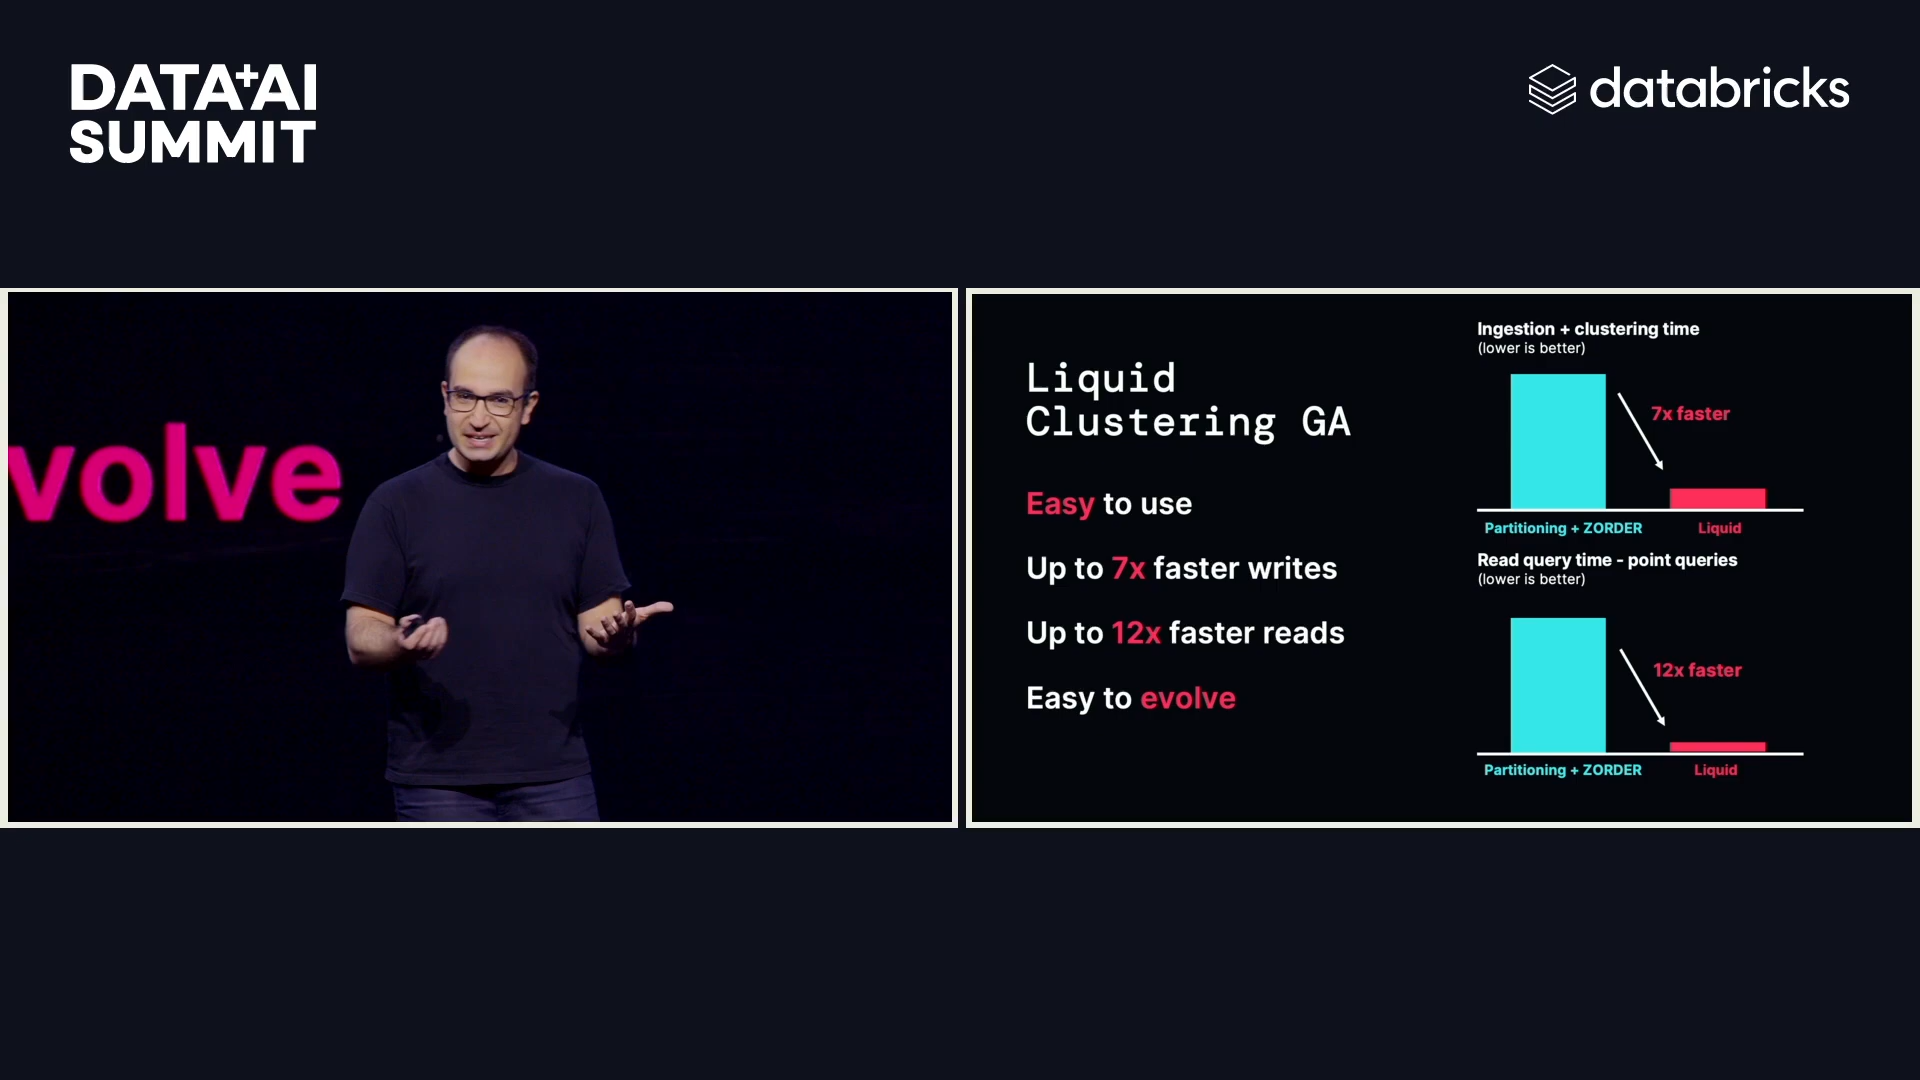 DATA+AI
SUMMIT
databricks
volve
Liquid
Clustering GA
Easy to use
Up to 7x faster writes
Up to 12x faster reads
Easy to evolve
Ingestion + clustering time
(lower is better)
7x faster
Partitioning + ZORDER
Liquid
Read query time - point queries
(lower is better)
12x faster
Partitioning + ZORDER
Liquid